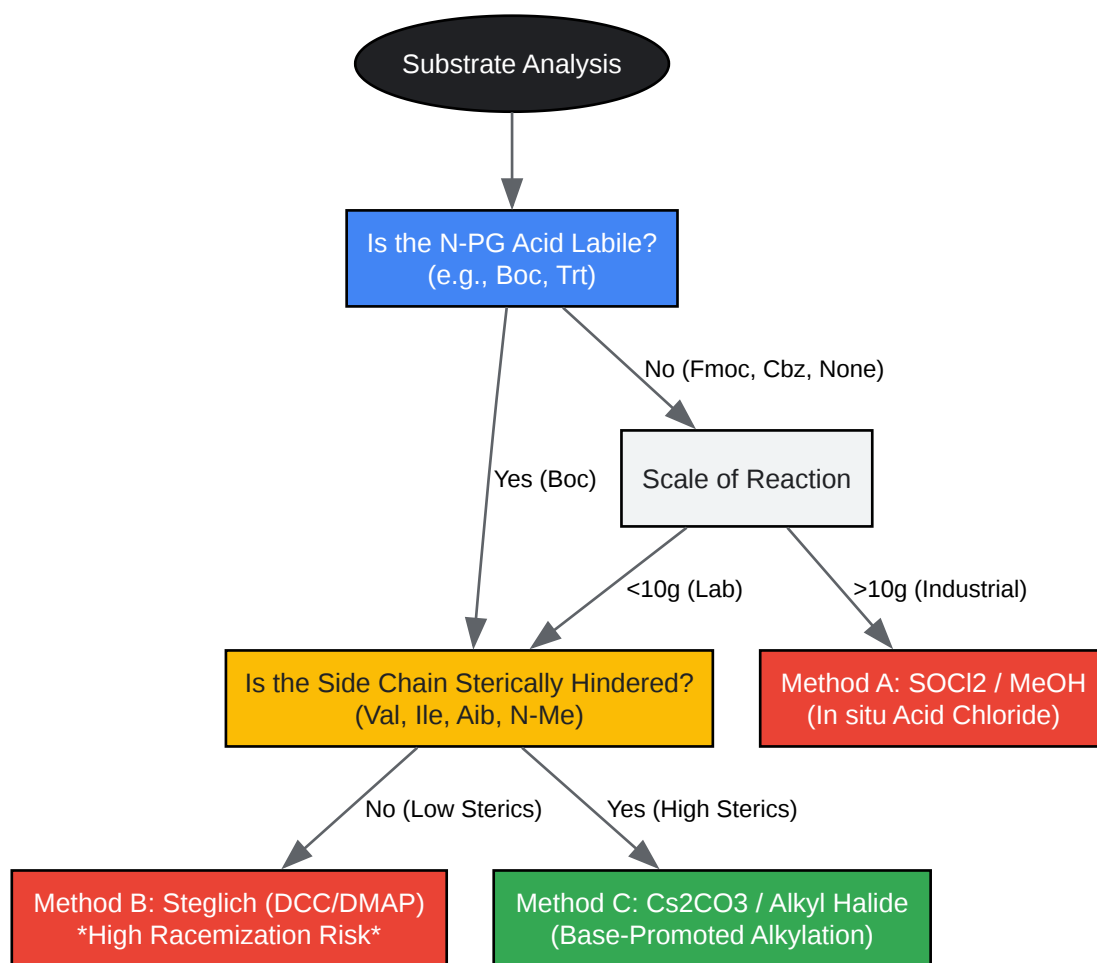 Substrate Analysis
Is the N-PG Acid Labile?
(e.g., Boc, Trt)
No (Fmoc, Cbz, None)
Yes (Boc)
Scale of Reaction
<10g (Lab)
>10g (Industrial)
Is the Side Chain Sterically Hindered?
(Val, Ile, Aib, N-Me)
Method A: SOCl2 / MeOH
(In situ Acid Chloride)
No (Low Sterics)
Yes (High Sterics)
Method B: Steglich (DCC/DMAP)
*High Racemization Risk*
Method C: Cs2CO3 / Alkyl Halide
(Base-Promoted Alkylation)